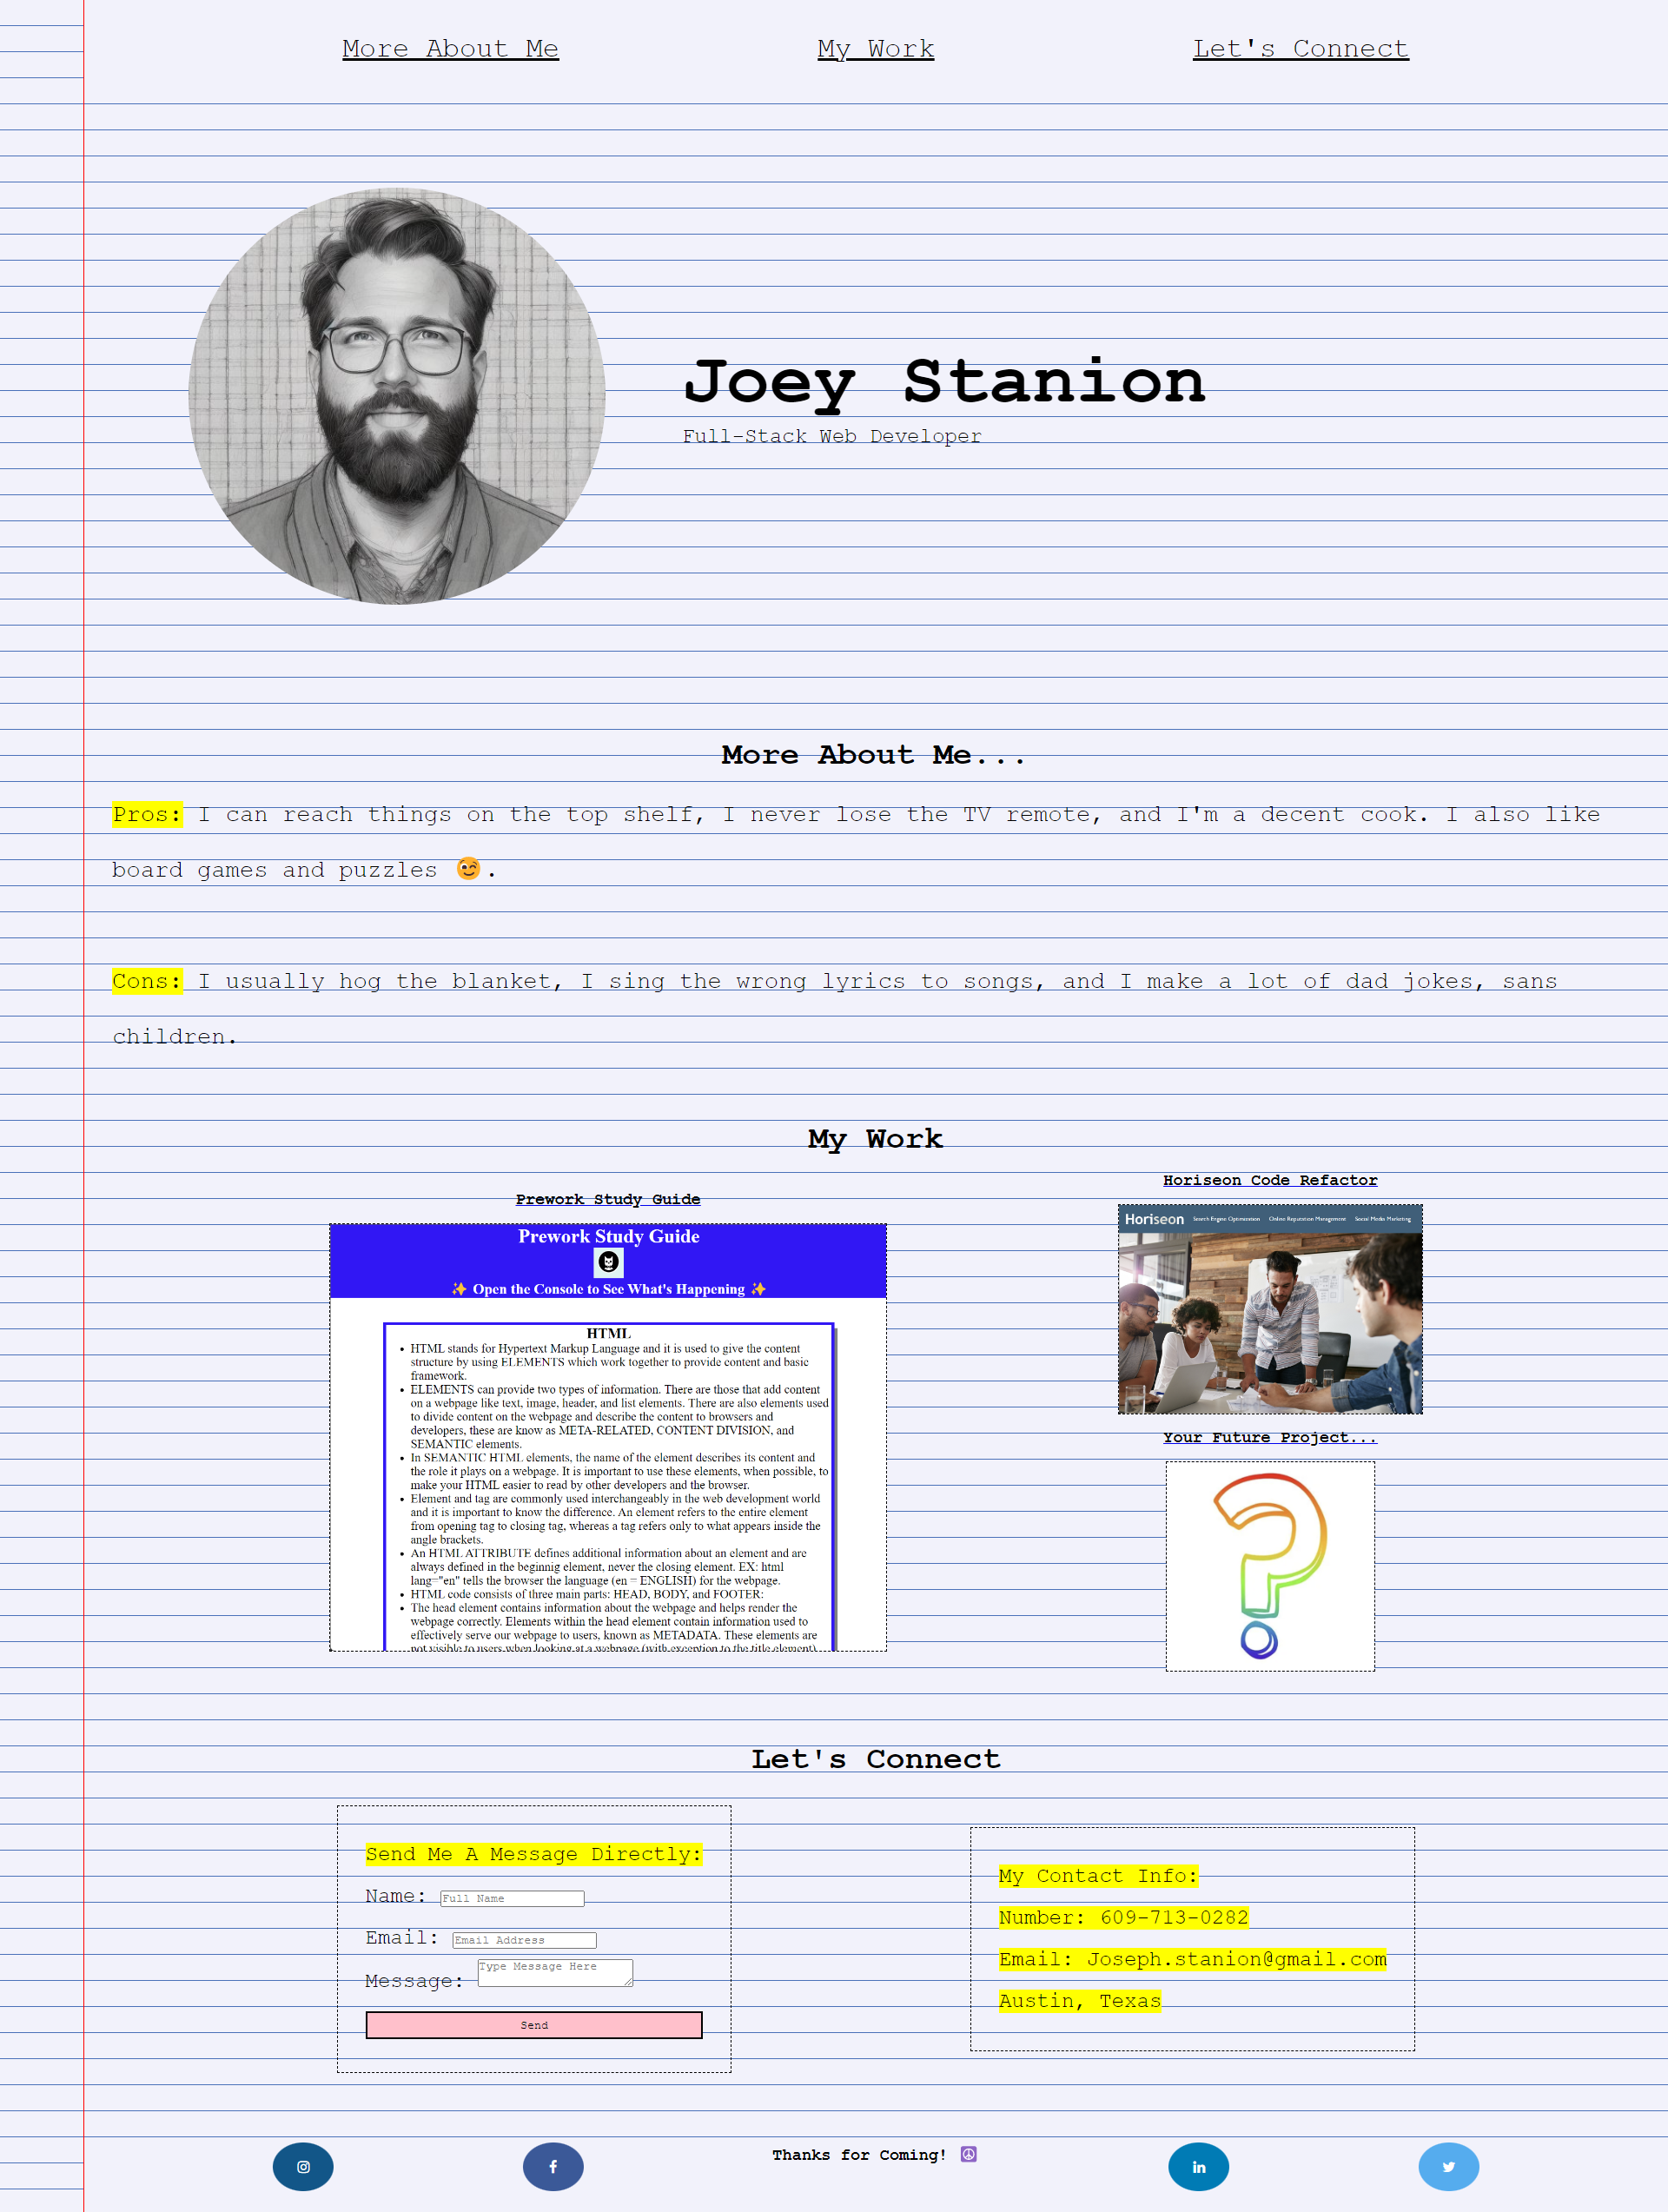 More About Me
My Work
Let's Connect
Joey Stanion
Full-Stack Web Developer
More About Me...
Pros: I can reach things on the top shelf, I never lose the TV remote, and I'm a decent cook. I also like
board games and puzzles 😉.
Cons: I usually hog the blanket, I sing the wrong lyrics to songs, and I make a lot of dad jokes, sans
children.
My Work
Prework Study Guide
Prework Study Guide
✨ Open the Console to See What's Happening ✨
HTML
• HTML stands for Hypertext Markup Language and it is used to give the content
structure by using ELEMENTS which work together to provide content and basic
framework.
• ELEMENTS can provide two types of information. There are those that add content
on a webpage like text, image, header, and list elements. There are also elements used
to divide content on the webpage and describe the content to browsers and
developers, these are know as META-RELATED, CONTENT DIVISION, and
SEMANTIC elements.
• In SEMANTIC HTML elements, the name of the element describes its content and
the role it plays on a webpage. It is important to use these elements, when possible, to
make your HTML easier to read by other developers and the browser.
• Element and tag are commonly used interchangeably in the web development world
and it is important to know the difference. An element refers to the entire element
from opening tag to closing tag, whereas a tag refers only to what appears inside the
angle brackets.
• An HTML ATTRIBUTE defines additional information about an element and are
always defined in the beginnig element, never the closing element. EX: html
lang="en" tells the browser the language (en = ENGLISH) for the webpage.
• HTML code consists of three main parts: HEAD, BODY, and FOOTER:
• The head element contains information about the webpage and helps render the
webpage correctly. Elements within the head element contain information used to
effectively serve our webpage to users, known as METADATA. These elements are
not visible to users when looking at a webpage (with exception to the title element)
Horiseon Code Refactor
Horiseon Search Engine Optimization Online Reputation Management Social Media Marketing
Your Future Project...
Let's Connect
Send Me A Message Directly:
Name: Full Name
Email: Email Address
Message: Type Message Here
Send
My Contact Info:
Number: 609-713-0282
Email: Joseph.stanion@gmail.com
Austin, Texas
Thanks for Coming! ☮